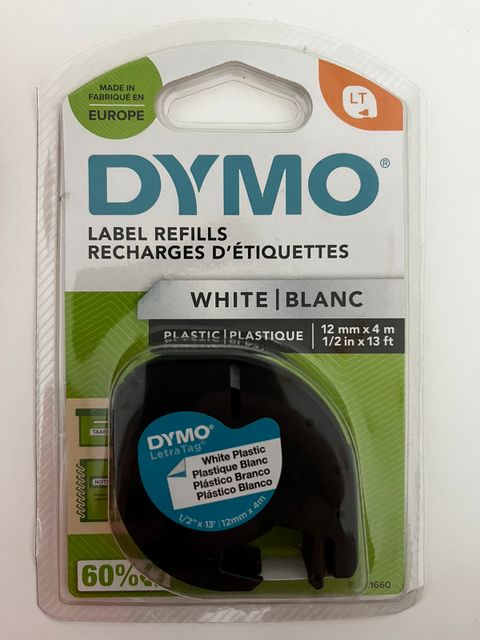 MADE IN
FABRIQUÉ EN
EUROPE
LT
DYMO®
LABEL REFILLS
RECHARGES D'ÉTIQUETTES
WHITE | BLANC
PLASTIC | PLASTIQUE
12 mm x 4 m
1/2 in x 13 ft
DYMO®
LetraTag®
White Plastic
Plastique Blanc
Plástico Branco
Plástico Blanco
1/2" x 13' | 12mm x 4m
60%
1660